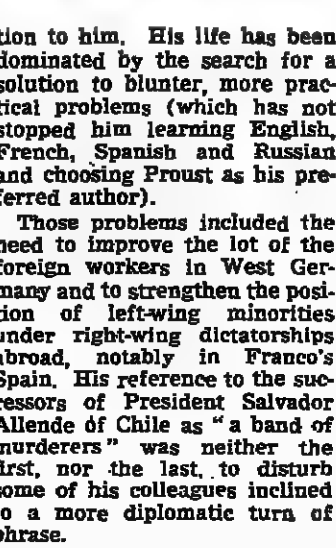 tion to him. His life has been
dominated by the search for a
solution to blunter, more prac-
tical problems (which has not
stopped him learning English,
French, Spanish and Russian
and choosing Proust as his pre-
ferred author).
Those problems included the
need to improve the lot of the
foreign workers in West Ger-
many and to strengthen the posi-
tion of left-wing minorities
under right-wing dictatorships
abroad, notably in Franco's
Spain. His reference to the suc-
cessors of President Salvador
Allende of Chile as "a band of
murderers" was neither the
first, nor the last, to disturb
some of his colleagues inclined
to a more diplomatic turn of
phrase.